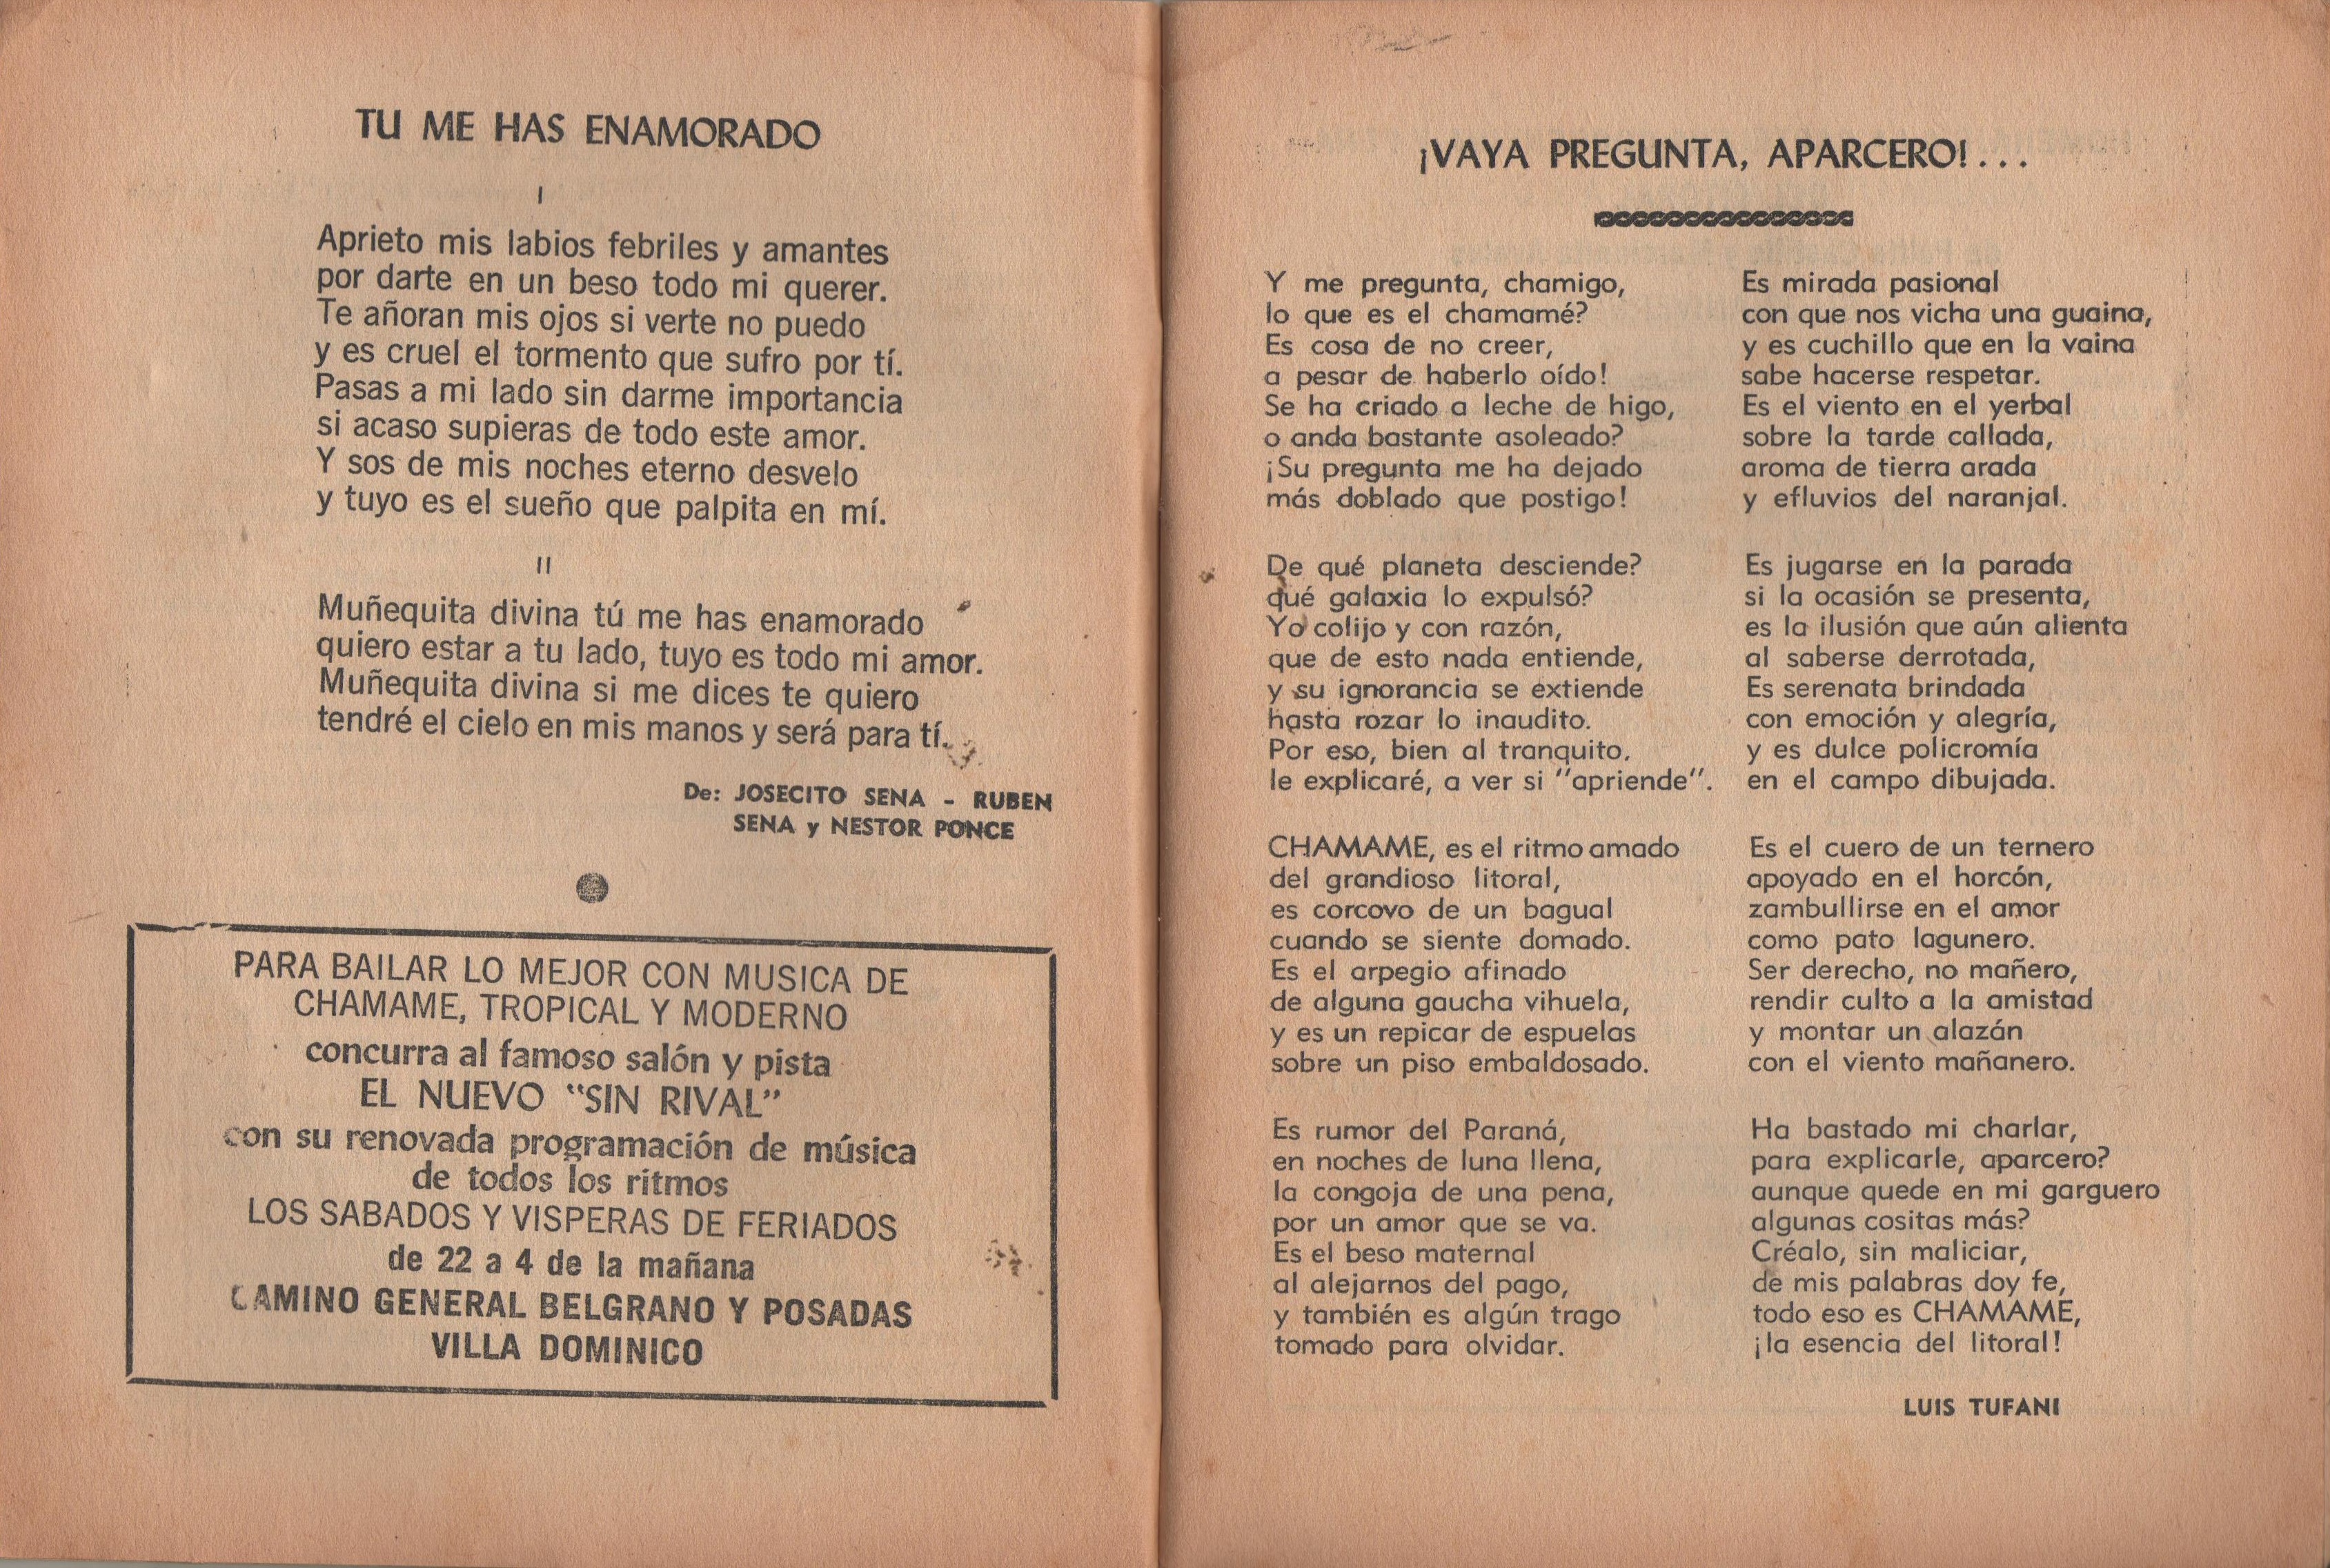 TU ME HAS ENAMORADO
I
Aprieto mis labios febriles y amantes
por darte en un beso todo mi querer.
Te añoran mis ojos si verte no puedo
y es cruel el tormento que sufro por tí.
Pasas a mi lado sin darme importancia
si acaso supieras de todo este amor.
Y sos de mis noches eterno desvelo
y tuyo es el sueño que palpita en mí.
II
Muñequita divina tú me has enamorado
quiero estar a tu lado, tuyo es todo mi amor.
Muñequita divina si me dices te quiero
tendré el cielo en mis manos y será para tí.
De: JOSECITO SENA - RUBEN
SENA y NESTOR PONCE
PARA BAILAR LO MEJOR CON MUSICA DE
CHAMAME, TROPICAL Y MODERNO
concurra al famoso salón y pista
EL NUEVO "SIN RIVAL"
con su renovada programación de música
de todos los ritmos
LOS SABADOS Y VISPERAS DE FERIADOS
de 22 a 4 de la mañana
CAMINO GENERAL BELGRANO Y POSADAS
VILLA DOMINICO
¡VAYA PREGUNTA, APARCERO!...
Y me pregunta, chamigo,
lo que es el chamamé?
Es cosa de no creer,
a pesar de haberlo oído!
Se ha criado a leche de higo,
o anda bastante asoleado?
¡Su pregunta me ha dejado
más doblado que postigo!
De qué planeta desciende?
qué galaxia lo expulsó?
Yo colijo y con razón,
que de esto nada entiende,
y su ignorancia se extiende
hasta rozar lo inaudito.
Por eso, bien al tranquito.
le explicaré, a ver si "apriende".
CHAMAME, es el ritmo amado
del grandioso litoral,
es corcovo de un bagual
cuando se siente domado.
Es el arpegio afinado
de alguna gaucha vihuela,
y es un repicar de espuelas
sobre un piso embaldosado.
Es rumor del Paraná,
en noches de luna llena,
la congoja de una pena,
por un amor que se va.
Es el beso maternal
al alejarnos del pago,
y también es algún trago
tomado para olvidar.
Es mirada pasional
con que nos vicha una guaina,
y es cuchillo que en la vaina
sabe hacerse respetar.
Es el viento en el yerbal
sobre la tarde callada,
aroma de tierra arada
y efluvios del naranjal.
Es jugarse en la parada
si la ocasión se presenta,
es la ilusión que aún alienta
al saberse derrotada,
Es serenata brindada
con emoción y alegría,
y es dulce policromía
en el campo dibujada.
Es el cuero de un ternero
apoyado en el horcón,
zambullirse en el amor
como pato lagunero.
Ser derecho, no mañero,
rendir culto a la amistad
y montar un alazán
con el viento mañanero.
Ha bastado mi charlar,
para explicarle, aparcero?
aunque quede en mi garguero
algunas cositas más?
Créalo, sin maliciar,
de mis palabras doy fe,
todo eso es CHAMAME,
¡la esencia del litoral!
LUIS TUFANI